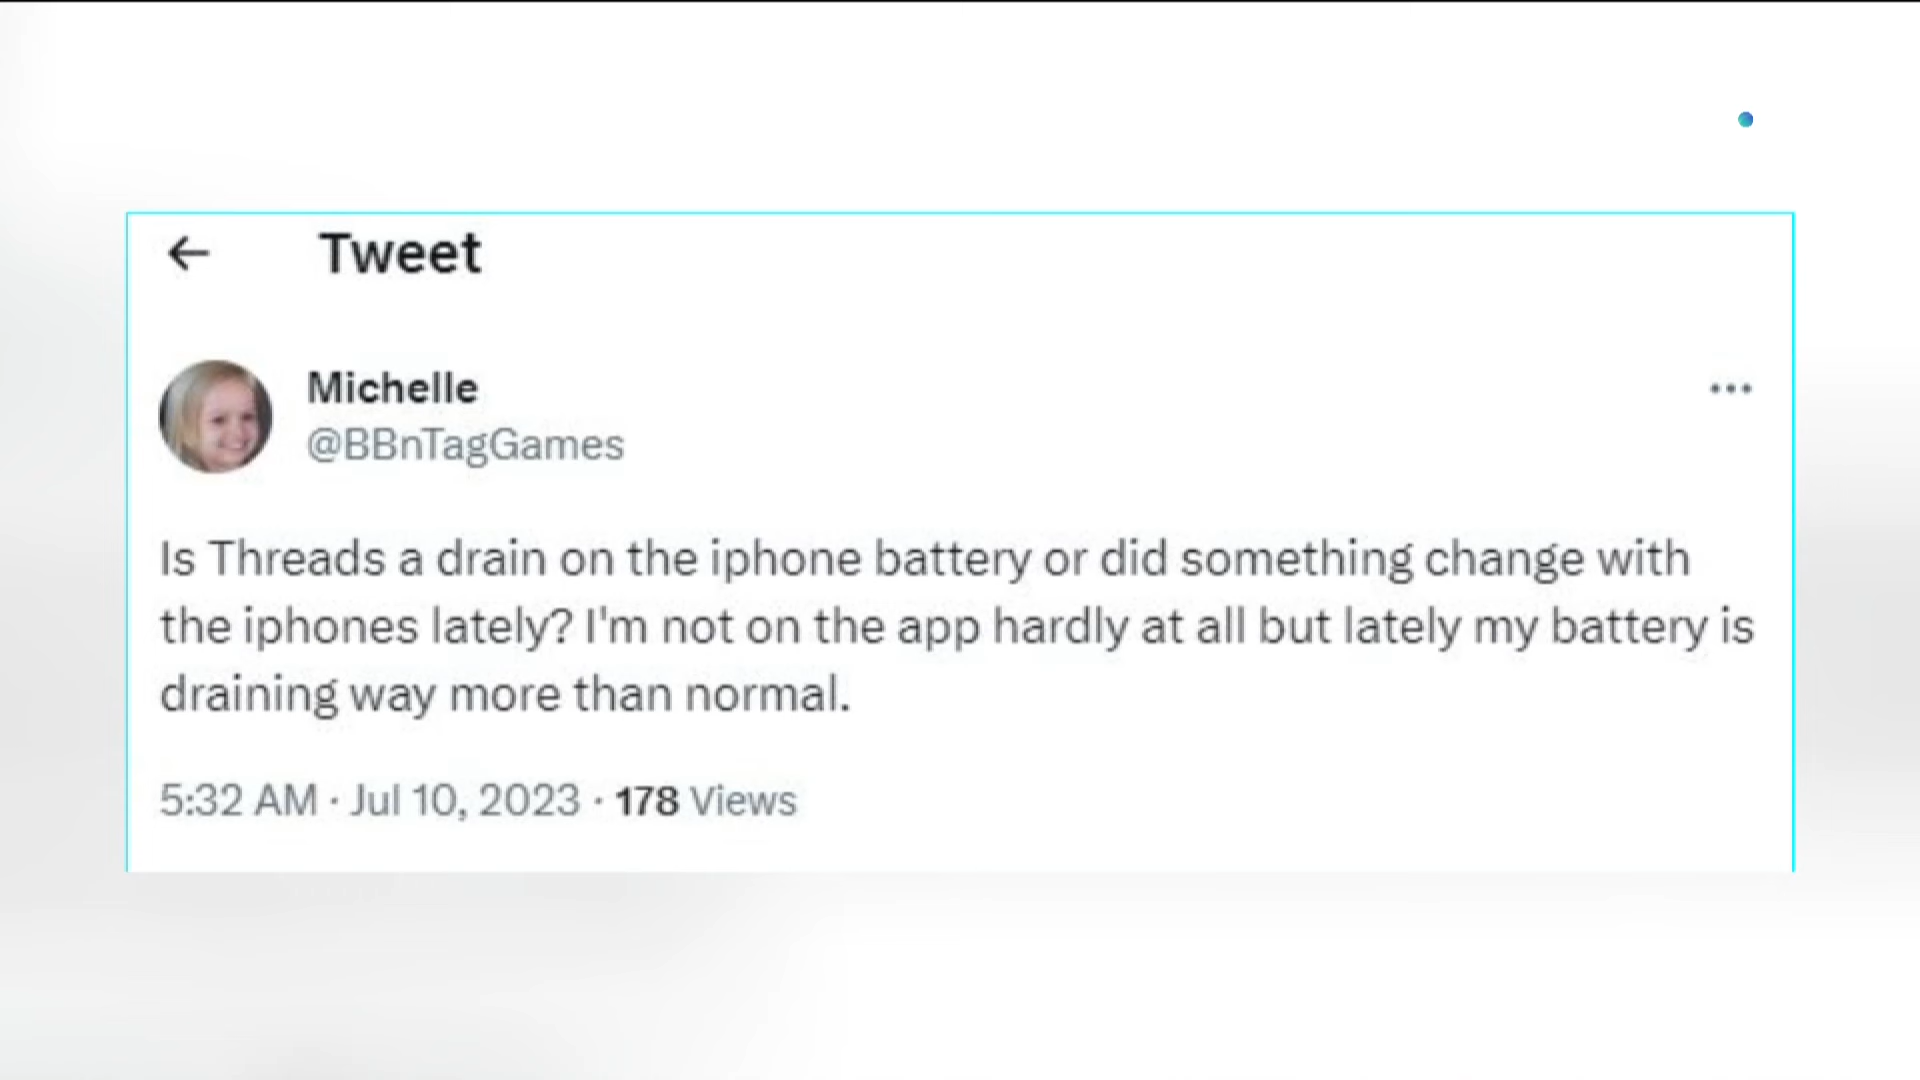 Tweet
Michelle
@BBnTagGames
Is Threads a drain on the iphone battery or did something change with
the iphones lately? I'm not on the app hardly at all but lately my battery is
draining way more than normal.
5:32 AM · Jul 10, 2023 · 178 Views